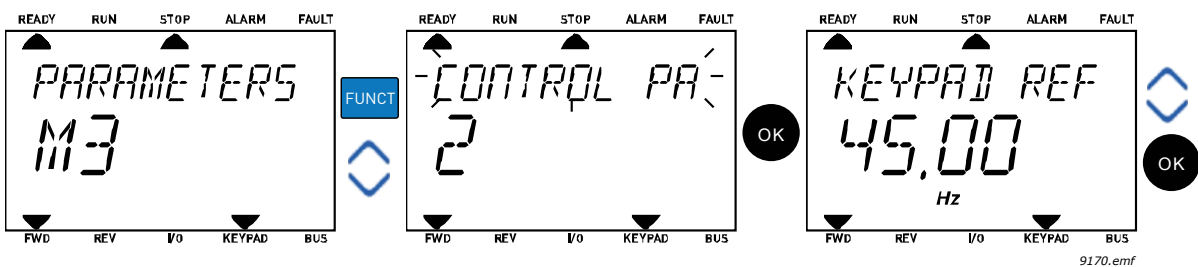 READY RUN STOP ALARM FAULT
PARAMETERS
M3
FWD REV I/O KEYPAD BUS
FUNCT
READY RUN STOP ALARM FAULT
CONTROL PA
2
FWD REV I/O KEYPAD BUS
OK
READY RUN STOP ALARM FAULT
KEYPAD REF
45.00
Hz
FWD REV I/O KEYPAD BUS
OK
9170.emf